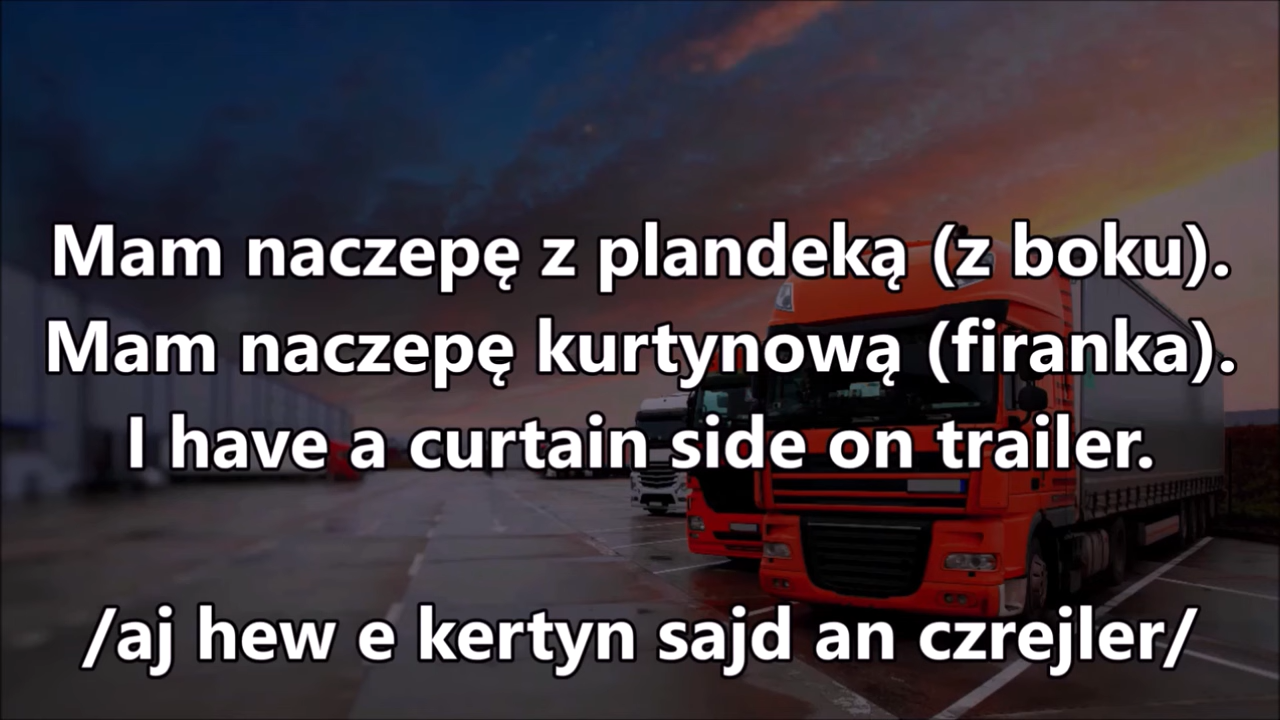 Mam naczepę z plandeką (z boku).
Mam naczepę kurtynową (firanka).
I have a curtain side on trailer.
/aj hew e kertyn sajd an czrejler/